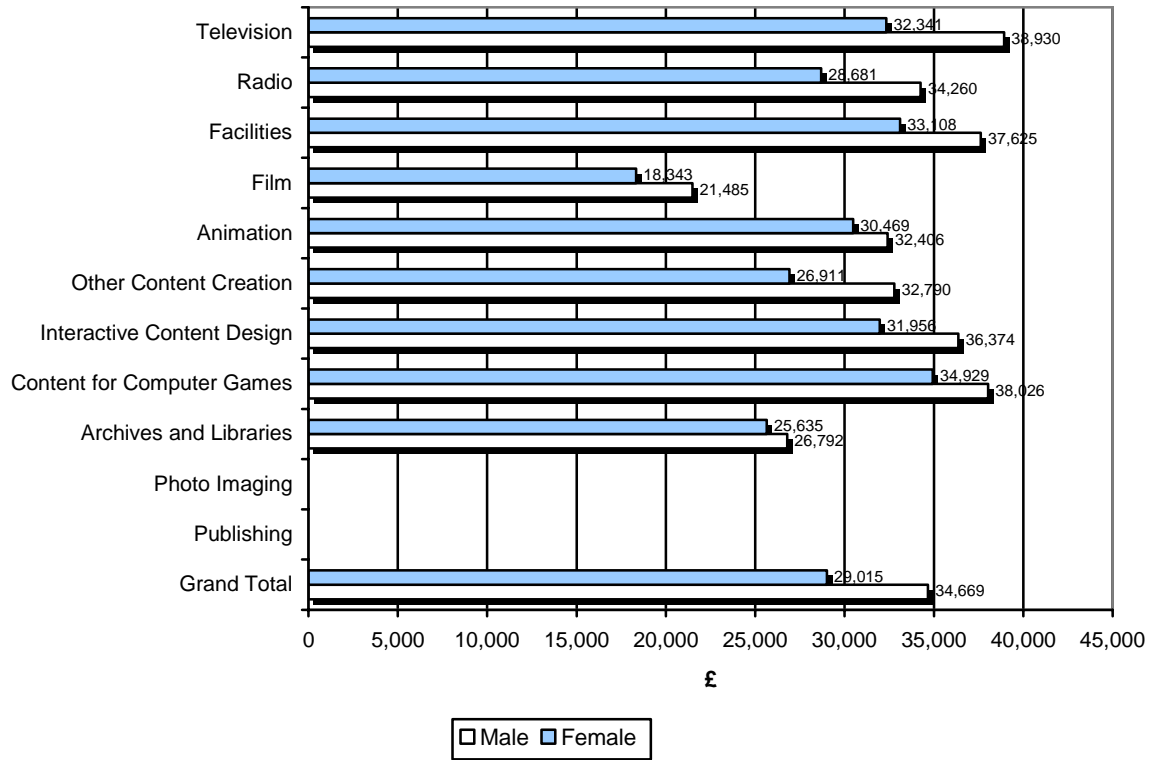 Television 32,341
38,930
Radio 28,681
34,260
Facilities 33,108
37,625
Film 18,343
21,485
Animation 30,469
32,406
Other Content Creation 26,911
32,790
Interactive Content Design 31,956
36,374
Content for Computer Games 34,929
38,026
Archives and Libraries 25,635
26,792
Photo Imaging
Publishing
Grand Total 29,015
34,669
0 5,000 10,000 15,000 20,000 25,000 30,000 35,000 40,000 45,000
£
Male Female